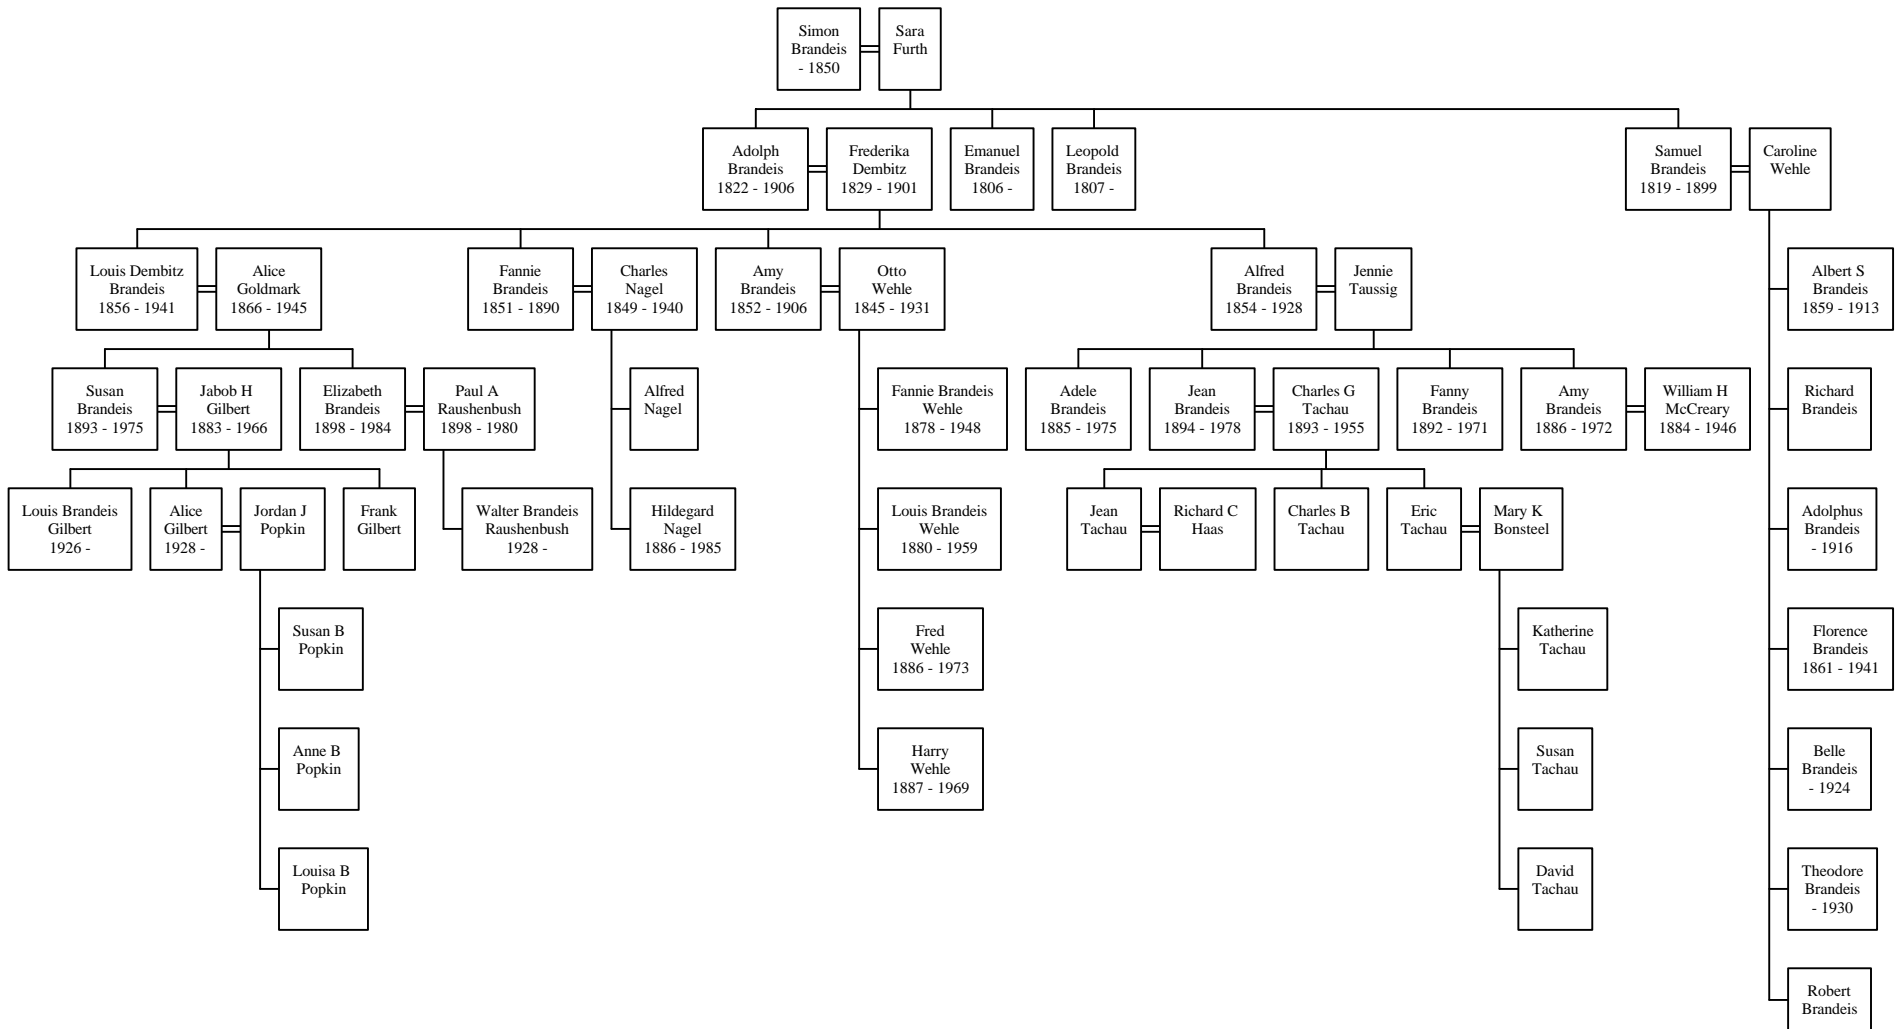 Simon
Brandeis
- 1850
Sara
Furth
Adolph
Brandeis
1822 - 1906
Frederika
Dembitz
1829 - 1901
Emanuel
Brandeis
1806 -
Leopold
Brandeis
1807 -
Samuel
Brandeis
1819 - 1899
Caroline
Wehle
Louis Dembitz
Brandeis
1856 - 1941
Alice
Goldmark
1866 - 1945
Fannie
Brandeis
1851 - 1890
Charles
Nagel
1849 - 1940
Amy
Brandeis
1852 - 1906
Otto
Wehle
1845 - 1931
Alfred
Brandeis
1854 - 1928
Jennie
Taussig
Albert S
Brandeis
1859 - 1913
Susan
Brandeis
1893 - 1975
Jabob H
Gilbert
1883 - 1966
Elizabeth
Brandeis
1898 - 1984
Paul A
Raushenbush
1898 - 1980
Alfred
Nagel
Fannie Brandeis
Wehle
1878 - 1948
Adele
Brandeis
1885 - 1975
Jean
Brandeis
1894 - 1978
Charles G
Tachau
1893 - 1955
Fanny
Brandeis
1892 - 1971
Amy
Brandeis
1886 - 1972
William H
McCreary
1884 - 1946
Richard
Brandeis
Louis Brandeis
Gilbert
1926 -
Alice
Gilbert
1928 -
Jordan J
Popkin
Frank
Gilbert
Walter Brandeis
Raushenbush
1928 -
Hildegard
Nagel
1886 - 1985
Louis Brandeis
Wehle
1880 - 1959
Jean
Tachau
Richard C
Haas
Charles B
Tachau
Eric
Tachau
Mary K
Bonsteel
Adolphus
Brandeis
- 1916
Susan B
Popkin
Fred
Wehle
1886 - 1973
Katherine
Tachau
Florence
Brandeis
1861 - 1941
Anne B
Popkin
Harry
Wehle
1887 - 1969
Susan
Tachau
Belle
Brandeis
- 1924
Louisa B
Popkin
David
Tachau
Theodore
Brandeis
- 1930
Robert
Brandeis